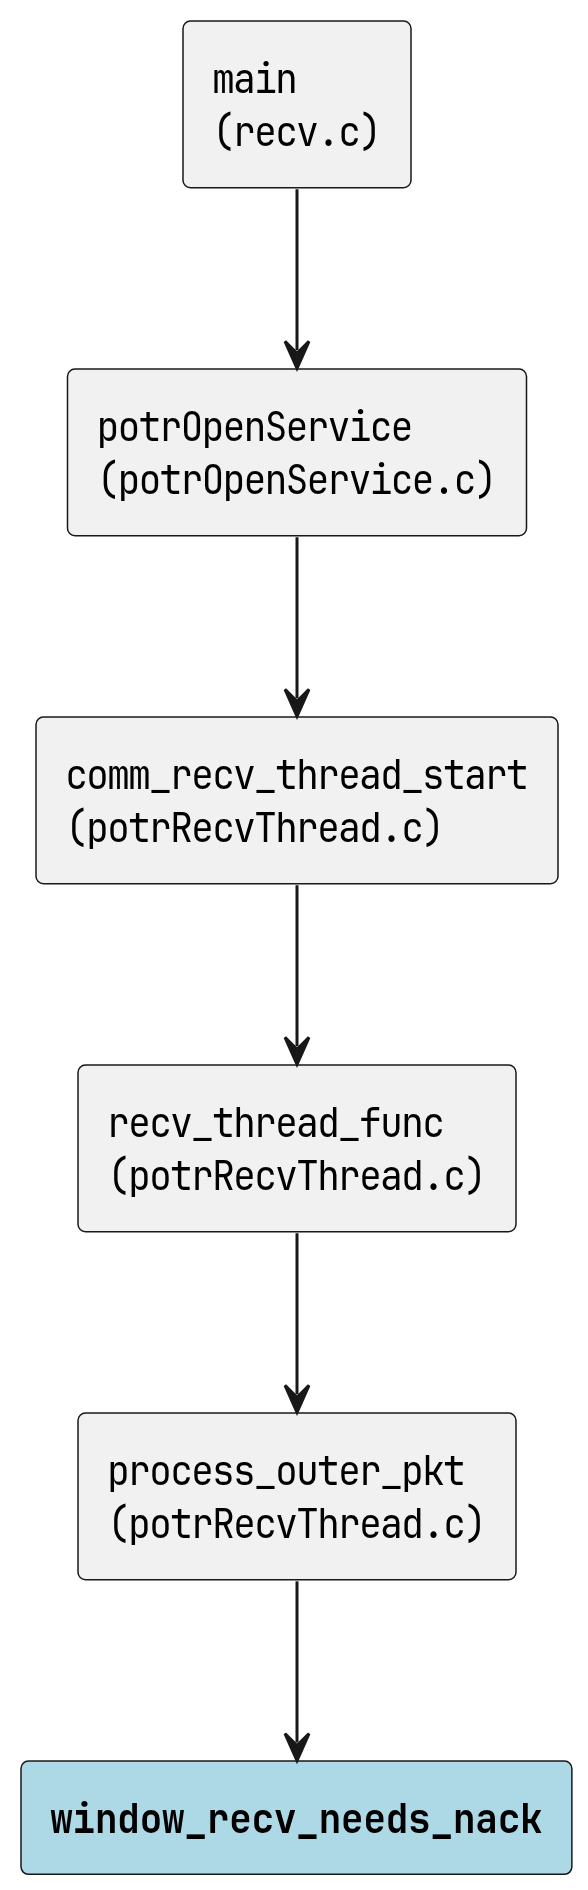 main
(recv.c)
potrOpenService
(potrOpenService.c)
comm_recv_thread_start
(potrRecvThread.c)
recv_thread_func
(potrRecvThread.c)
process_outer_pkt
(potrRecvThread.c)
window_recv_needs_nack